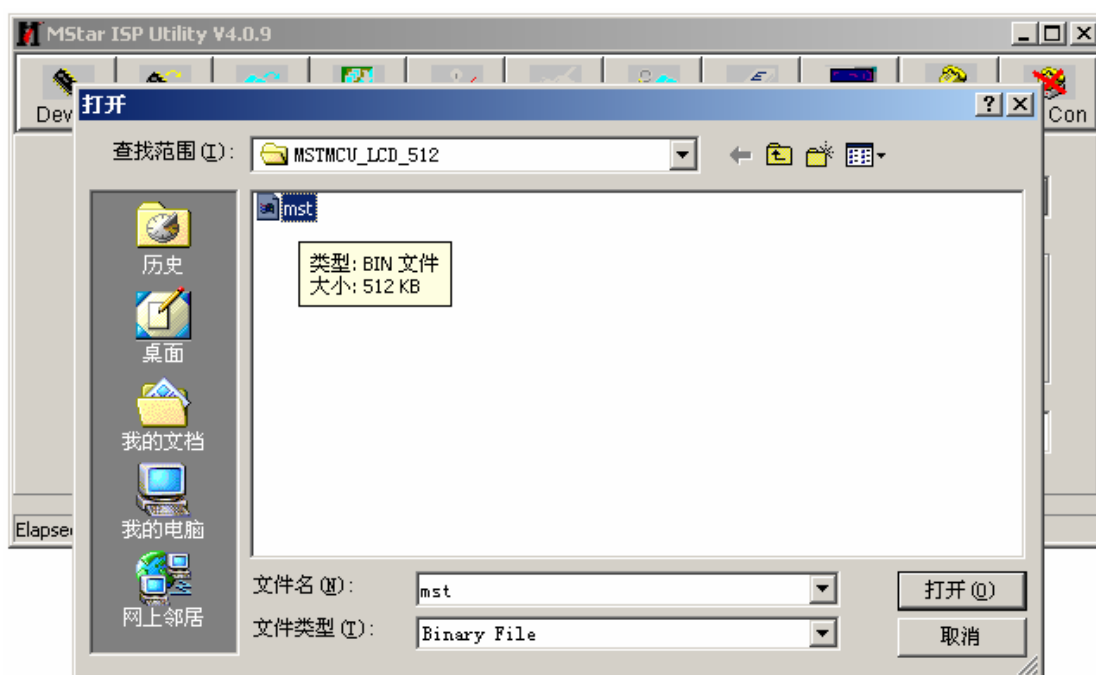 MStar ISP Utility V4.0.9
Dev
Con
打开
查找范围(I):
MSTMCU_LCD_512
mst
类型: BIN 文件
大小: 512 KB
历史
桌面
我的文档
我的电脑
网上邻居
Elapse
文件名(N):
mst
打开(O)
文件类型(T):
Binary File
取消